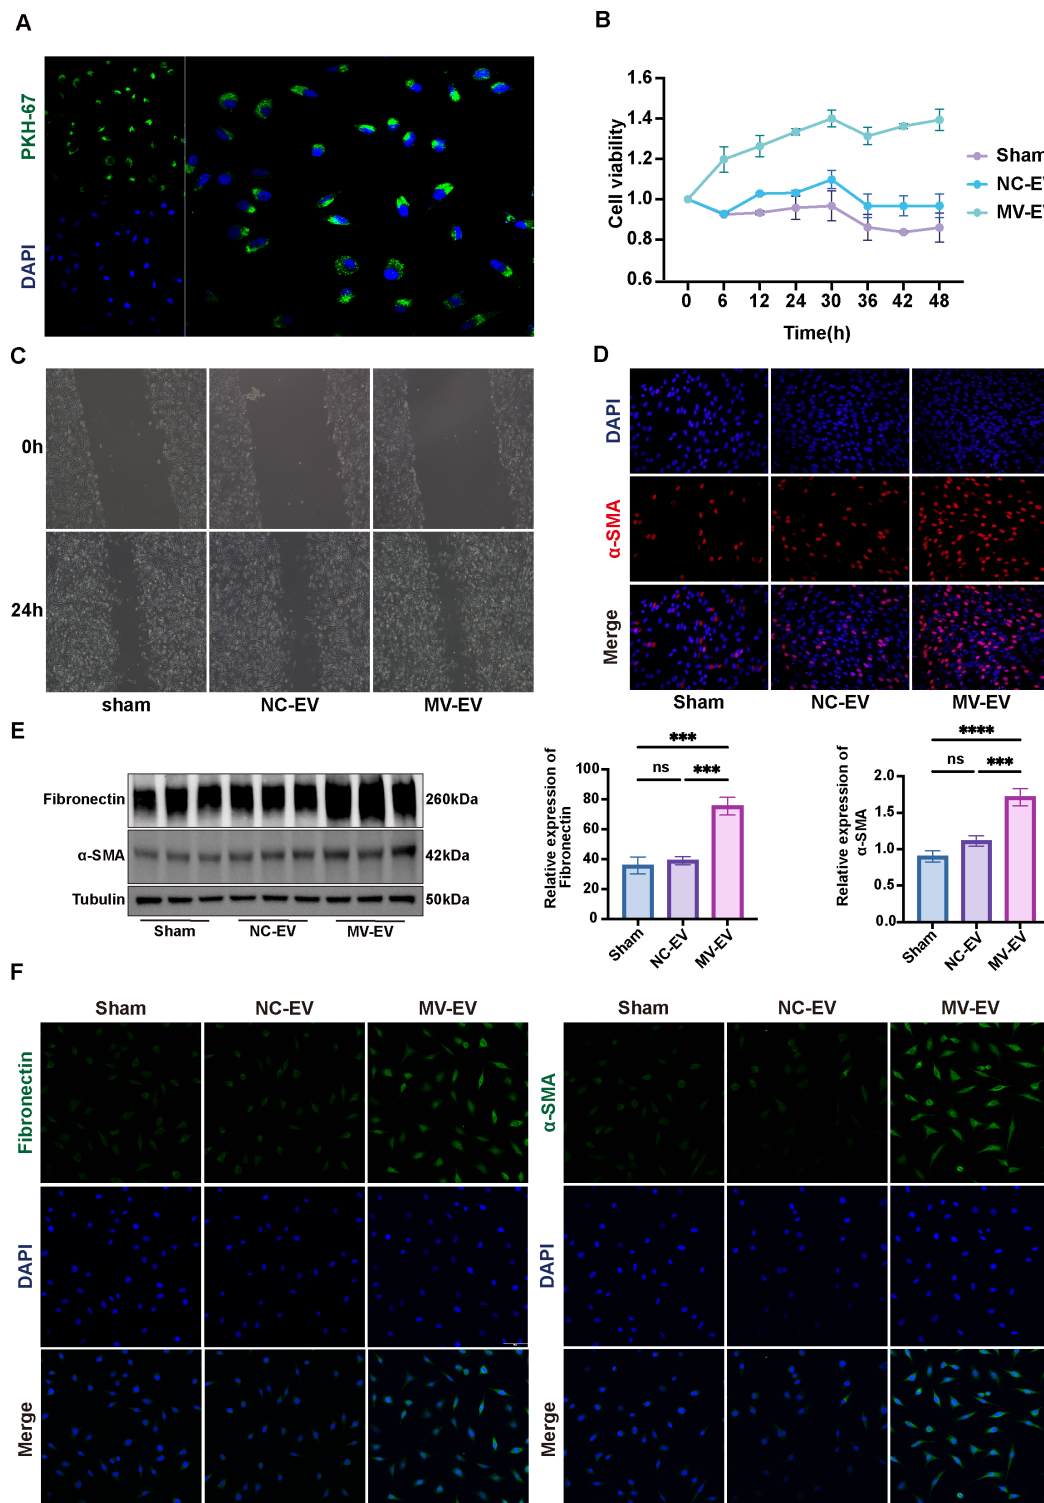 A
PKH-67
DAPI
B
Cell viability
1.6
1.4
1.2
1.0
0.8
0.6
0 6 12 24 30 36 42 48
Time(h)
Sham
NC-EV
MV-EV
C
0h
24h
sham NC-EV MV-EV
D
DAPI
α-SMA
Merge
Sham NC-EV MV-EV
E
Fibronectin 260kDa
α-SMA 42kDa
Tubulin 50kDa
Sham NC-EV MV-EV
Relative expression of
Fibronectin
100
80
60
40
20
0
***
ns ***
Sham NC-EV MV-EV
Relative expression of
α-SMA
2.0
1.5
1.0
0.5
0.0
****
ns ***
Sham NC-EV MV-EV
F
Sham NC-EV MV-EV
Fibronectin
DAPI
Merge
Sham NC-EV MV-EV
α-SMA
DAPI
Merge